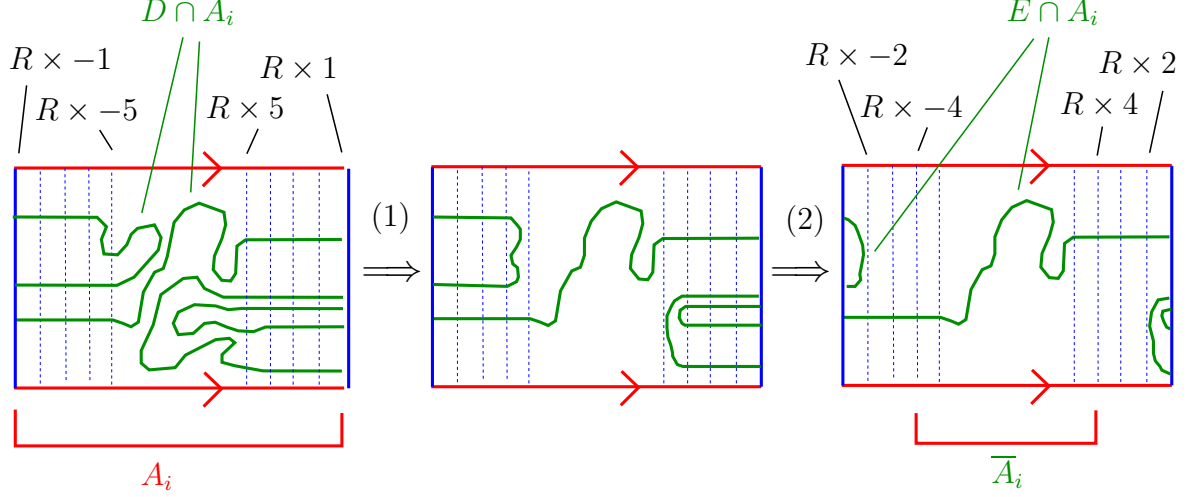 D ∩ A_i
E ∩ A_i
R × −1
R × 1
R × −2
R × 2
R × −5
R × 5
R × −4
R × 4
(1)
(2)
⟹
⟹
A_i
\overline{A}_i